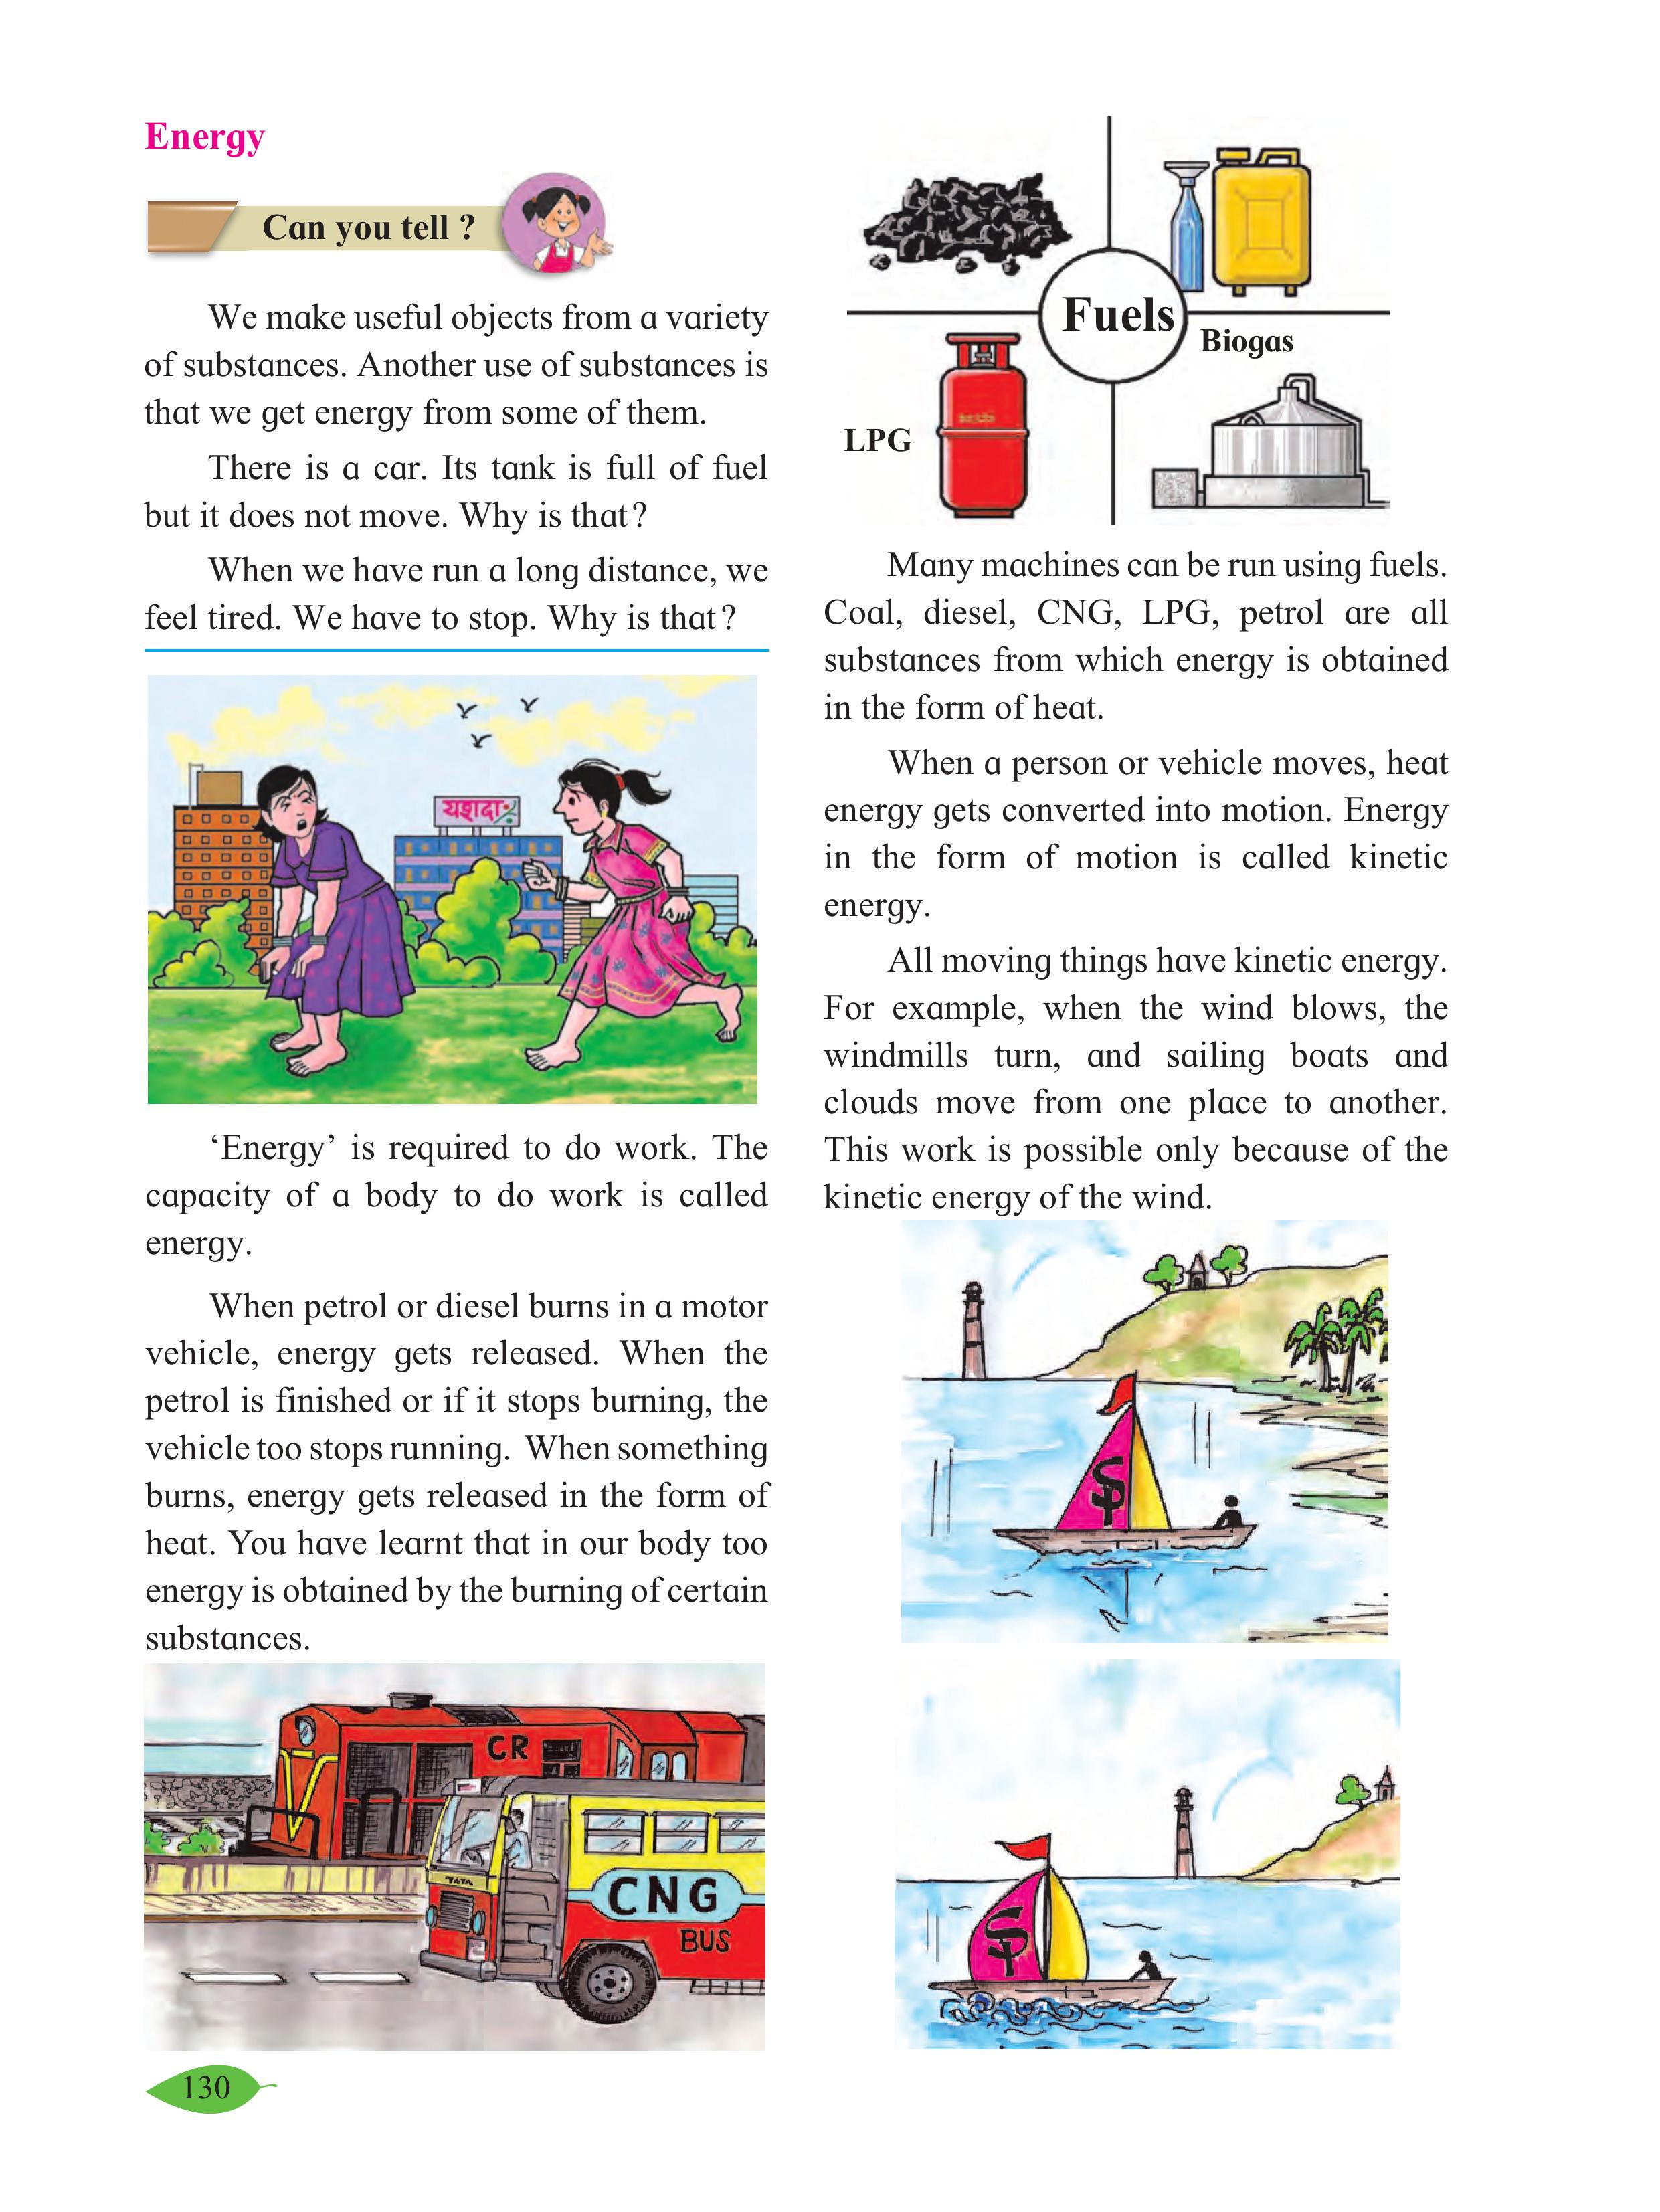 Energy
Can you tell ?
We make useful objects from a variety
of substances. Another use of substances is
that we get energy from some of them.
There is a car. Its tank is full of fuel
but it does not move. Why is that?
When we have run a long distance, we
feel tired. We have to stop. Why is that?
यशदा
‘Energy’ is required to do work. The
capacity of a body to do work is called
energy.
When petrol or diesel burns in a motor
vehicle, energy gets released. When the
petrol is finished or if it stops burning, the
vehicle too stops running. When something
burns, energy gets released in the form of
heat. You have learnt that in our body too
energy is obtained by the burning of certain
substances.
CR
TATA
CNG
BUS
Fuels
Biogas
LPG
Many machines can be run using fuels.
Coal, diesel, CNG, LPG, petrol are all
substances from which energy is obtained
in the form of heat.
When a person or vehicle moves, heat
energy gets converted into motion. Energy
in the form of motion is called kinetic
energy.
All moving things have kinetic energy.
For example, when the wind blows, the
windmills turn, and sailing boats and
clouds move from one place to another.
This work is possible only because of the
kinetic energy of the wind.
130